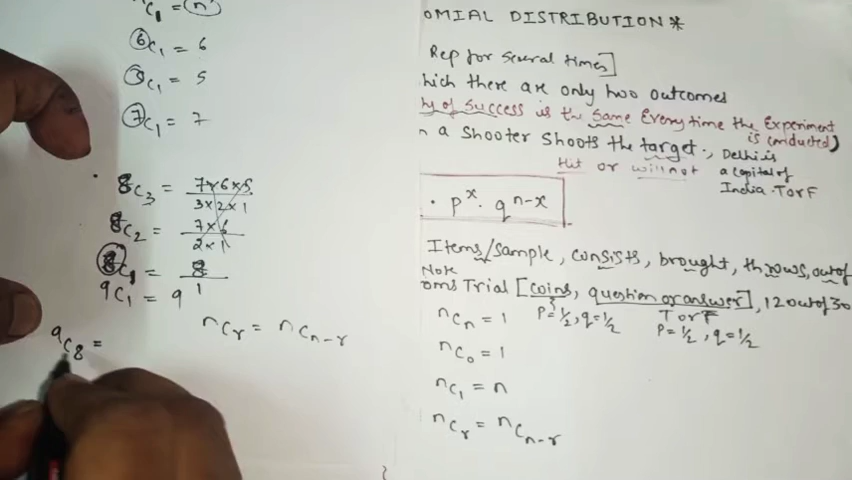 C₁ = n
⁶C₁ = 6
⁵C₁ = 5
⁷C₁ = 7
⁸C₃ = 7×6×5 / 3×2×1
⁸C₂ = 7×6 / 2×1
⁸C₁ = 8 / 1
⁹C₁ = 9
ⁿCᵣ = ⁿCₙ₋ᵣ
⁹C₈ =
OMIAL DISTRIBUTION *
Rep for several times]
hich there are only two outcomes
ty of success is the same Every time the Experiment
is conducted)
n a shooter shoots the target., Delhi is
Hit or will not a capital of
India. T or F
. pˣ. qⁿ⁻ˣ
Items/sample, consists, brought, throws, out of
Note
oms Trial [coins, question or answer], 12 out of 30
P=1/2, q=1/2 T or F
P=1/2, q=1/2
ⁿCₙ = 1
ⁿC₀ = 1
ⁿC₁ = n
ⁿCᵣ = ⁿCₙ₋ᵣ